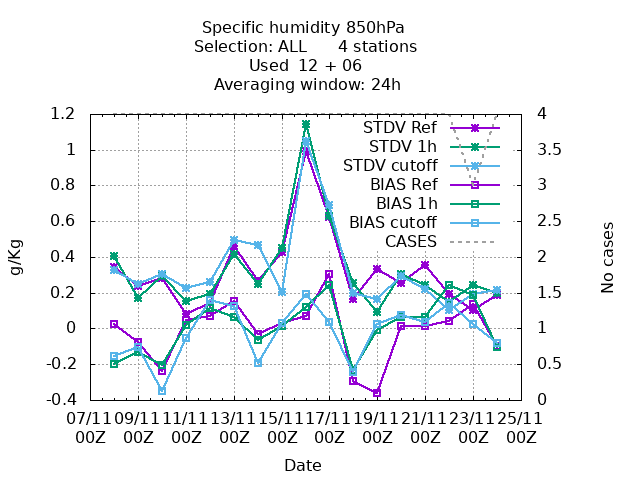 Specific humidity 850hPa
Selection: ALL      4 stations
Used  12 + 06
Averaging window: 24h
g/Kg
No cases
1.2
1
0.8
0.6
0.4
0.2
0
-0.2
-0.4
4
3.5
3
2.5
2
1.5
1
0.5
0
STDV Ref
STDV 1h
STDV cutoff
BIAS Ref
BIAS 1h
BIAS cutoff
CASES
07/11 09/11 11/11 13/11 15/11 17/11 19/11 21/11 23/11 25/11
00Z 00Z 00Z 00Z 00Z 00Z 00Z 00Z 00Z 00Z
Date